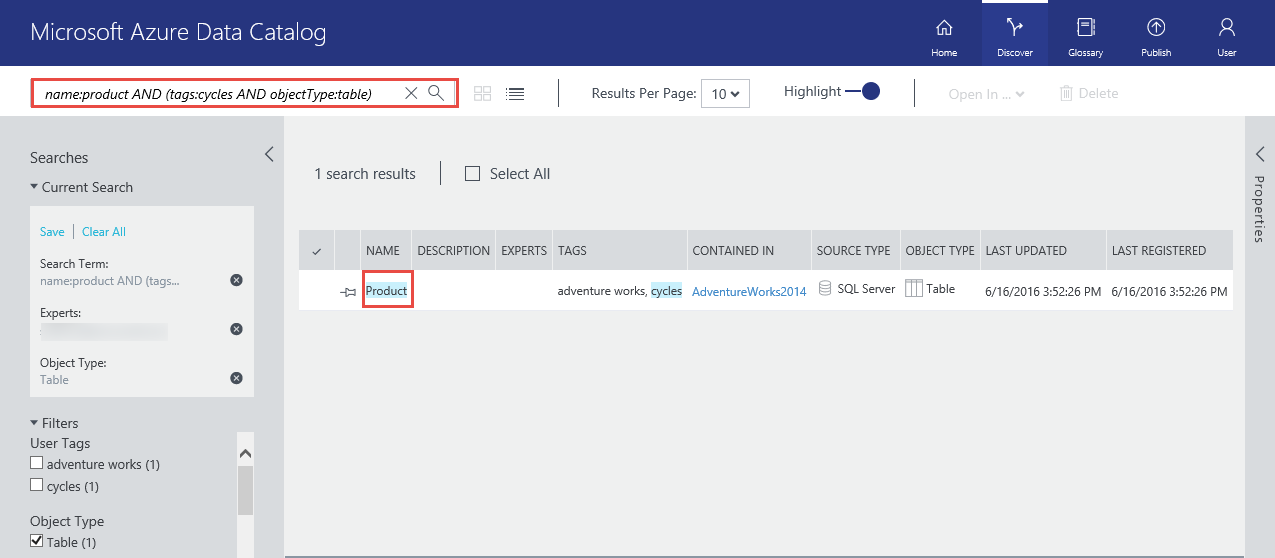 Microsoft Azure Data Catalog
Home
Discover
Glossary
Publish
User
name:product AND (tags:cycles AND objectType:table)
Results Per Page: 10
Highlight
Open In ...
Delete
Searches
Current Search
Save | Clear All
Search Term:
name:product AND (tags...
Experts:
Object Type:
Table
Filters
User Tags
adventure works (1)
cycles (1)
Object Type
Table (1)
1 search results
Select All
NAME DESCRIPTION EXPERTS TAGS CONTAINED IN SOURCE TYPE OBJECT TYPE LAST UPDATED LAST REGISTERED
Product adventure works, cycles AdventureWorks2014 SQL Server Table 6/16/2016 3:52:26 PM 6/16/2016 3:52:26 PM
Properties